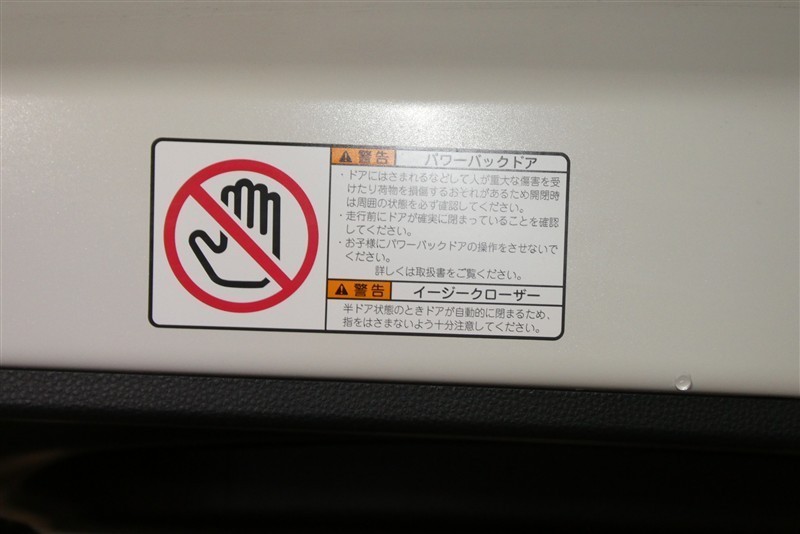 警告 パワーバックドア
・ドアにはさまれるなどして人が重大な傷害を受
けたり荷物を損傷するおそれがあるため開閉時
は周囲の状態を必ず確認してください。
・走行前にドアが確実に閉まっていることを確認
してください。
・お子様にパワーバックドアの操作をさせないで
ください。
詳しくは取扱書をご覧ください。
警告 イージークローザー
半ドア状態のときドアが自動的に閉まるため、
指をはさまないよう十分注意してください。